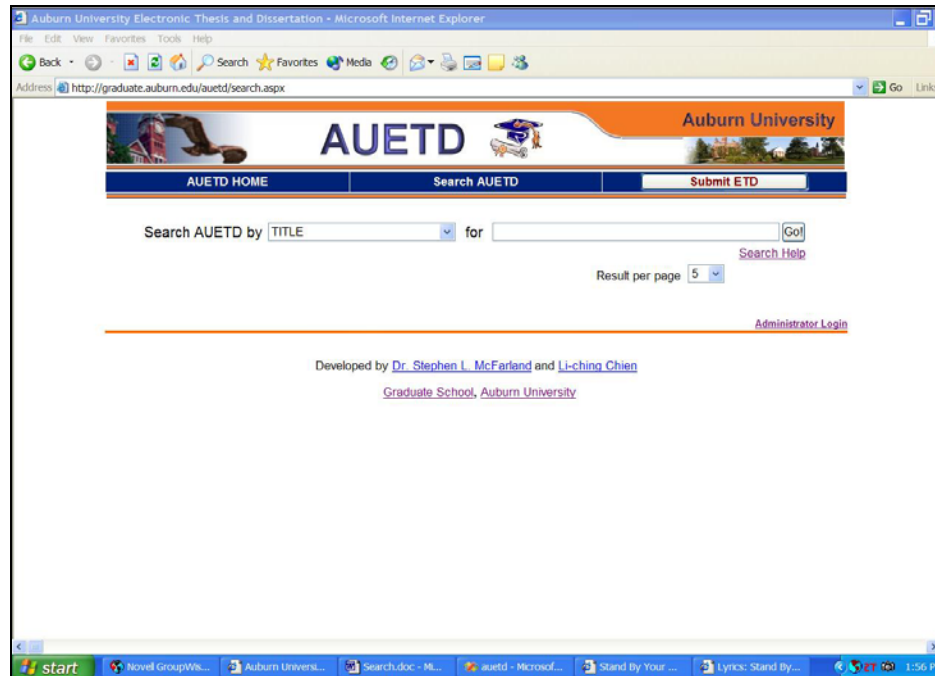 Auburn University Electronic Thesis and Dissertation - Microsoft Internet Explorer
File Edit View Favorites Tools Help
Back Search Favorites Media
Address http://graduate.auburn.edu/auetd/search.aspx Go Links
AUETD Auburn University
AUETD HOME Search AUETD Submit ETD
Search AUETD by TITLE for Go!
Search Help
Result per page 5
Administrator Login
Developed by Dr. Stephen L. McFarland and Li-ching Chien
Graduate School, Auburn University
start Novel GroupWis... Auburn Universi... Search.doc - Mi... auetd - Microsof... Stand By Your ... Lyrics: Stand By... 1:56 P